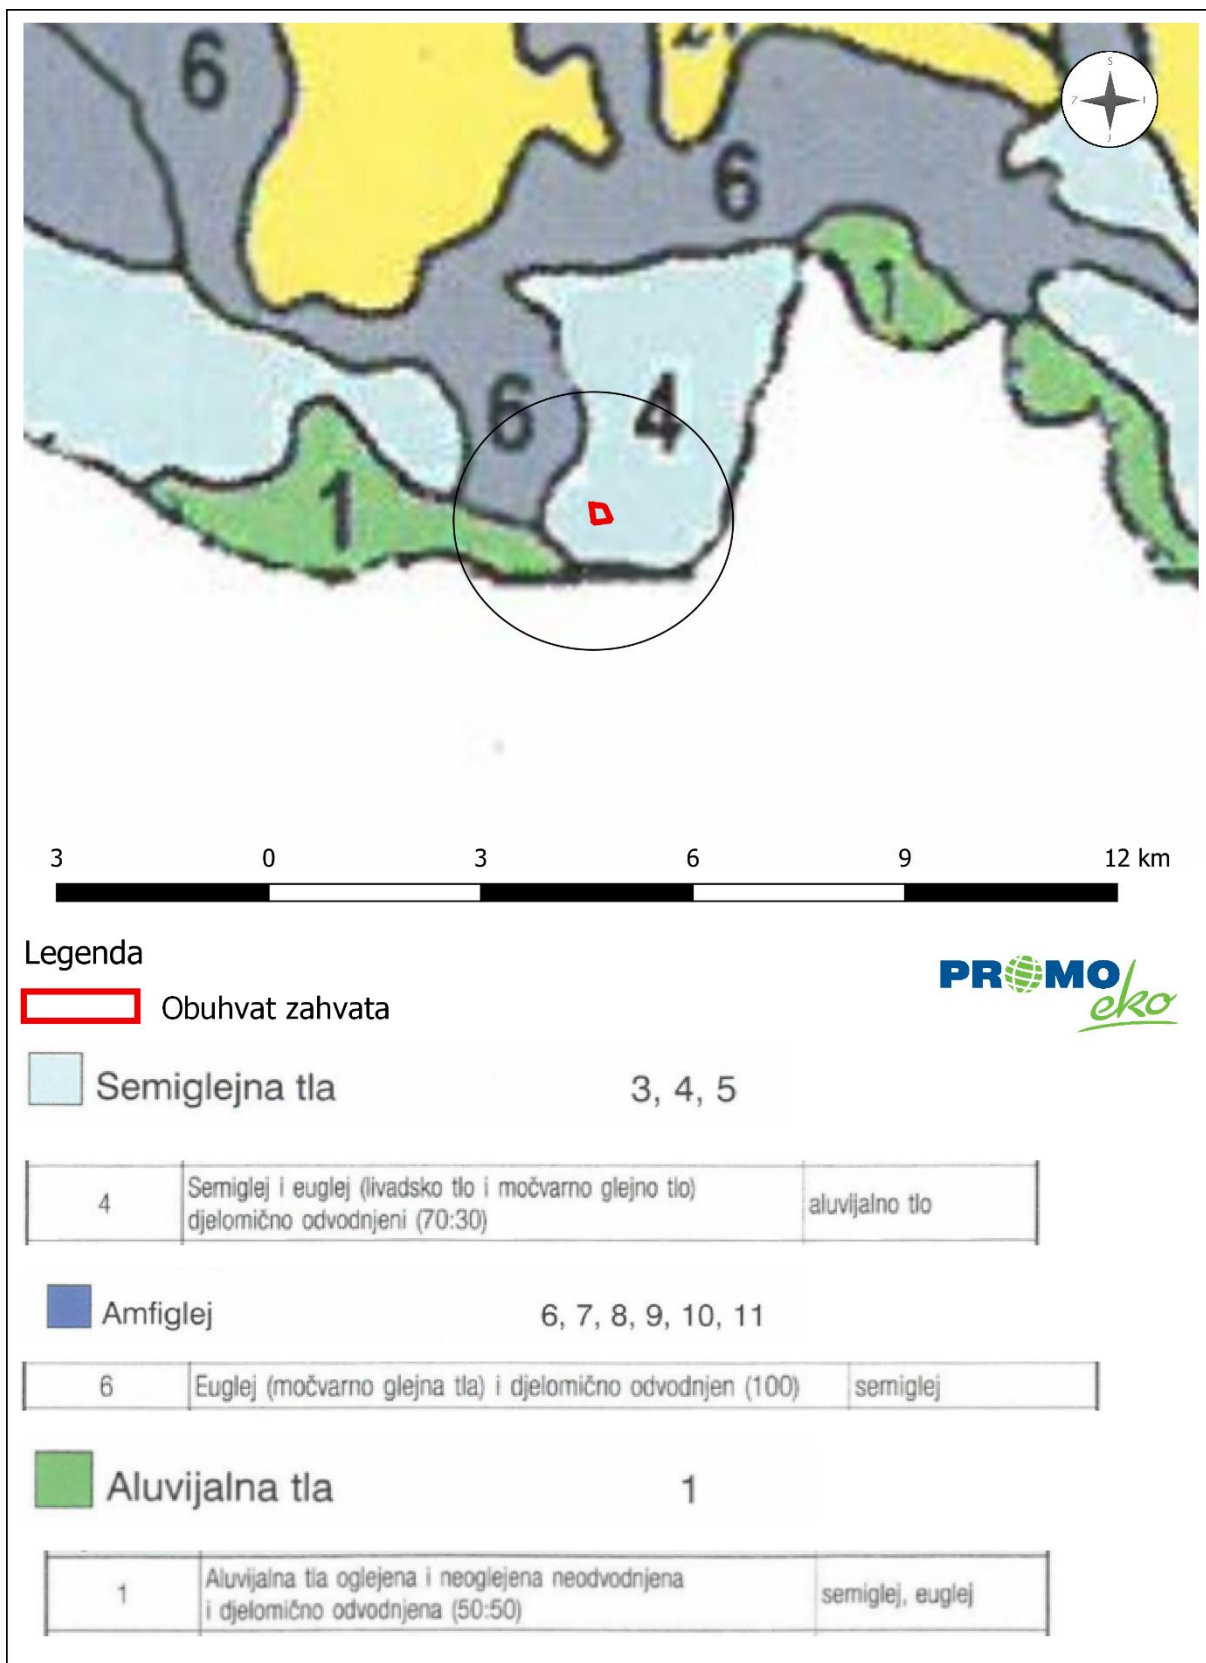 6
6
S
Z
I
J
1
4
6
1
3 0 3 6 9 12 km
Legenda
PROMO
eko
Obuhvat zahvata
Semiglejna tla 3, 4, 5
4 Semiglej i euglej (livadsko tlo i močvarno glejno tlo) aluvijalno tlo
djelomično odvodnjeni (70:30)
Amfiglej 6, 7, 8, 9, 10, 11
6 Euglej (močvarno glejna tla) i djelomično odvodnjen (100) semiglej
Aluvijalna tla 1
1 Aluvijalna tla oglejena i neoglejena neodvodnjena semiglej, euglej
i djelomično odvodnjena (50:50)